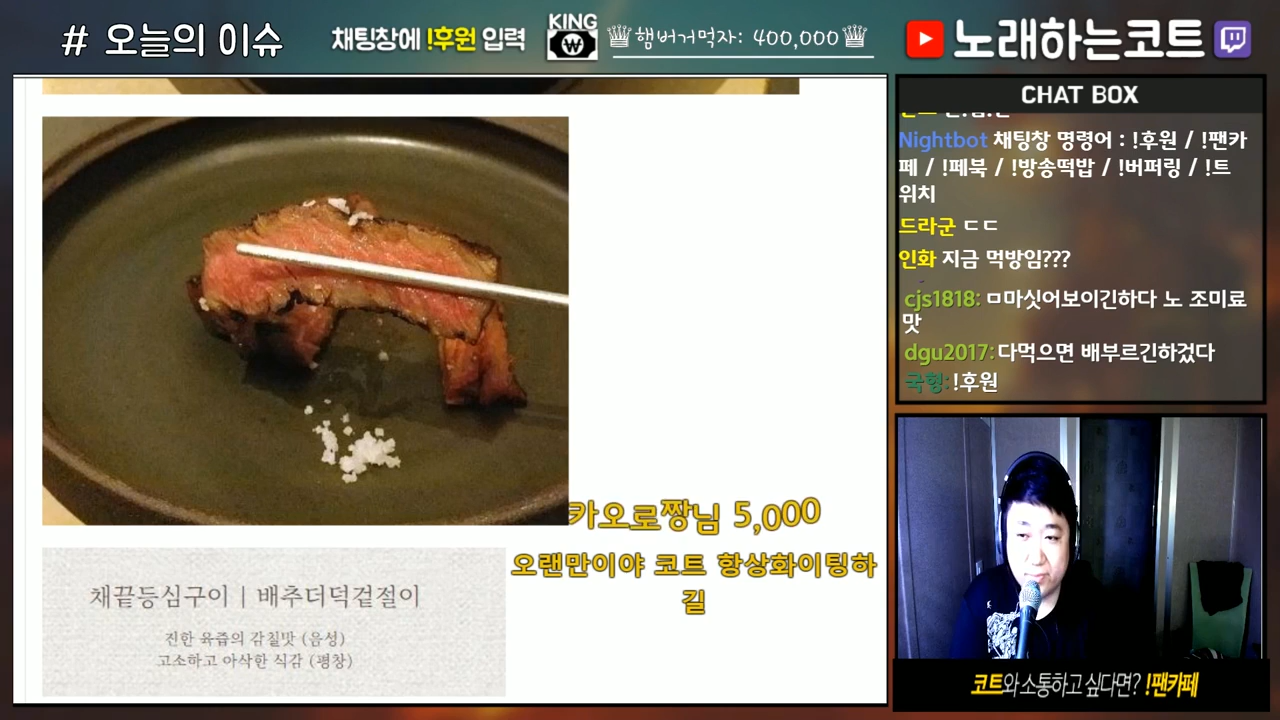 # 오늘의 이슈
채팅창에 !후원 입력
KING
₩
햄버거먹자: 400,000
노래하는코트
CHAT BOX
Nightbot 채팅창 명령어 : !후원 / !팬카
페 / !페북 / !방송떡밥 / !버퍼링 / !트
위치
드라군 ㄷㄷ
인화 지금 먹방임???
cjs1818: ㅁ마싯어보이긴하다 노 조미료
맛
dgu2017: 다먹으면 배부르긴하겄다
국형: !후원
카오로짱님 5,000
오랜만이야 코트 항상화이팅하
길
채끝등심구이 | 배추더덕겉절이
진한 육즙의 감칠맛 (음성)
고소하고 아삭한 식감 (평창)
코트와 소통하고 싶다면? !팬카페